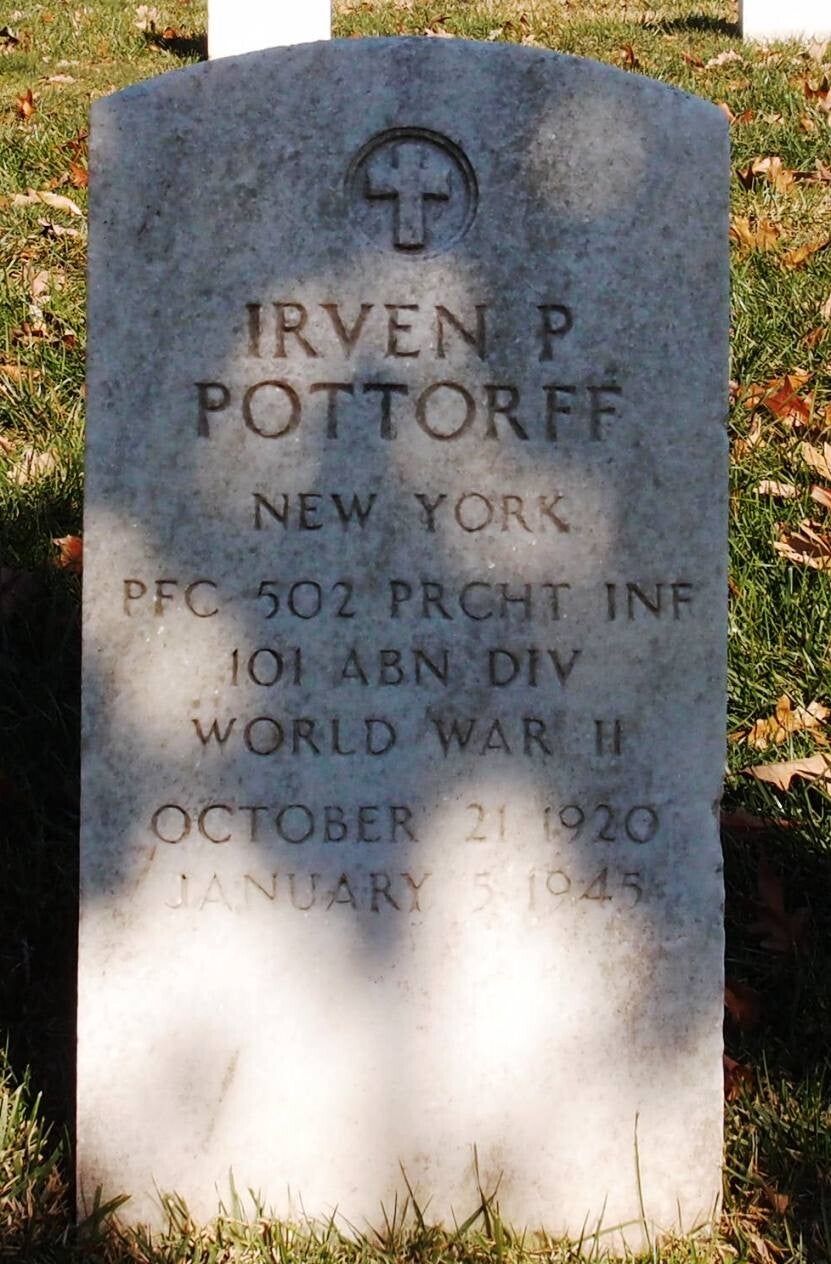 IRVEN P
POTTORFF
NEW YORK
PFC 502 PRCHT INF
101 ABN DIV
WORLD WAR II
OCTOBER 21 1920
JANUARY 5 1945